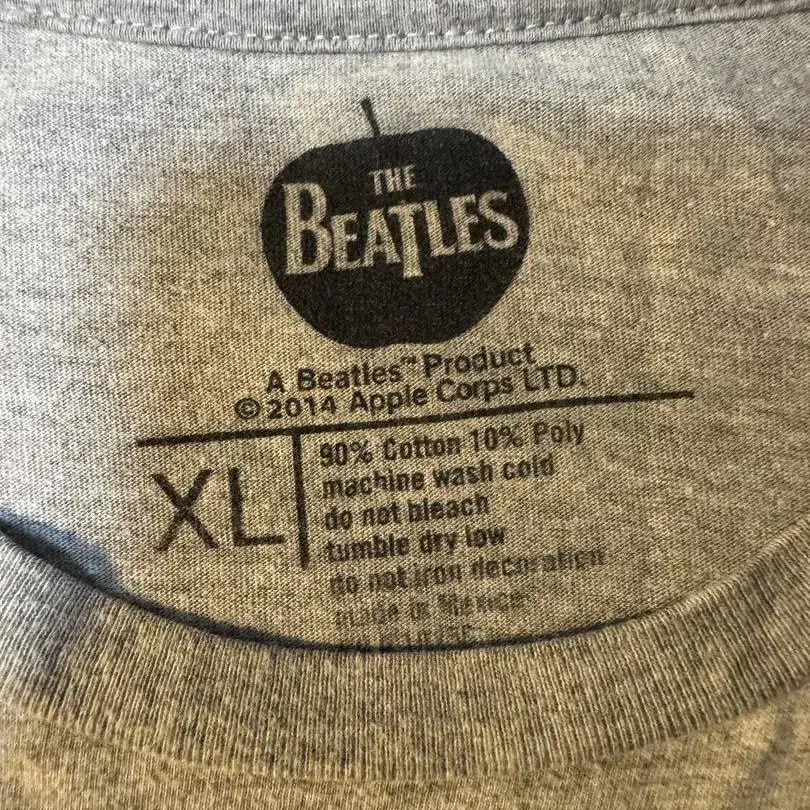 THE
BEATLES
A Beatles™ Product
© 2014 Apple Corps LTD.
XL
90% Cotton 10% Poly
machine wash cold
do not bleach
tumble dry low
do not iron decoration
made in Mexico